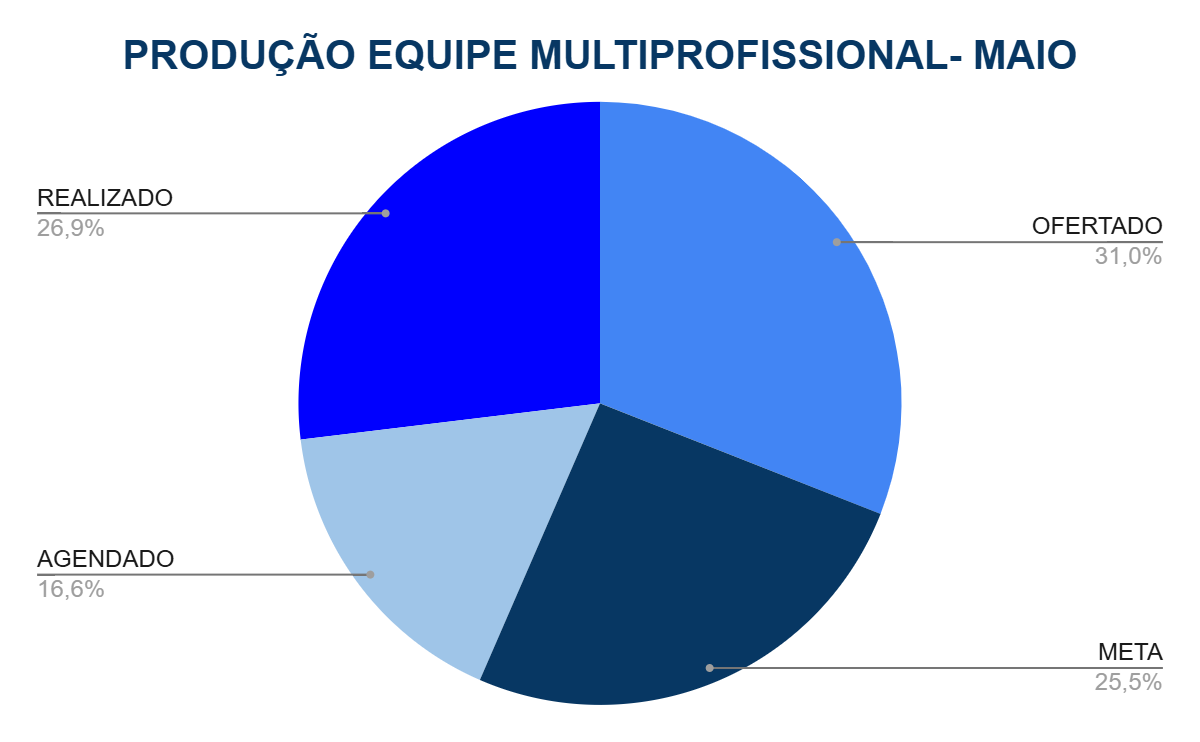 PRODUÇÃO EQUIPE MULTIPROFISSIONAL- MAIO
REALIZADO
26,9%
OFERTADO
31,0%
AGENDADO
16,6%
META
25,5%